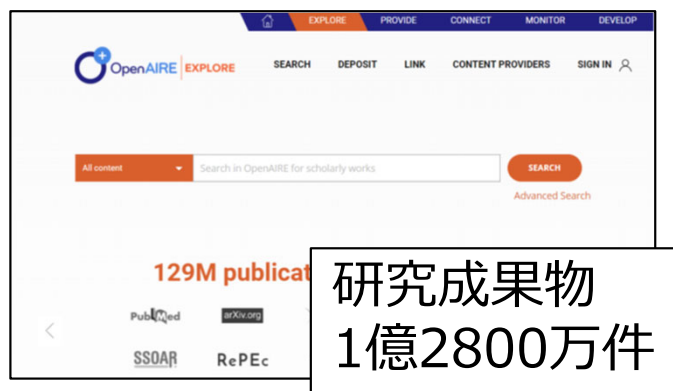 EXPLORE PROVIDE CONNECT MONITOR DEVELOP
OpenAIRE EXPLORE SEARCH DEPOSIT LINK CONTENT PROVIDERS SIGN IN
All content Search in OpenAIRE for scholarly works SEARCH
Advanced Search
129M publicat
PubMed arXiv.org
SSOAR RePEc
研究成果物
1億2800万件